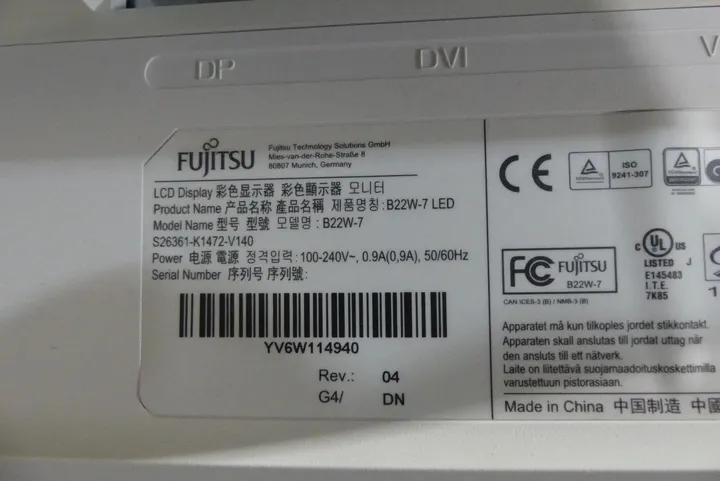 DP
DVI
V
FUJITSU
Fujitsu Technology Solutions GmbH
Mies-van-der-Rohe-Straße 8
80807 Munich, Germany
LCD Display 彩色显示器 彩色顯示器 모니터
Product Name 产品名称 產品名稱 제품명칭: B22W-7 LED
Model Name 型号 型號 모델명: B22W-7
S26361-K1472-V140
Power 电源 電源 정격입력: 100-240V~, 0.9A(0,9A), 50/60Hz
Serial Number 序列号 序列號:
YV6W114940
Rev.: 04
G4/ DN
CE
ISO
9241-307
FC FUJITSU
B22W-7
CAN ICES-3 (B) / NMB-3 (B)
C UL US
LISTED J
E145483
I.T.E.
7K85
Apparatet må kun tilkoples jordet stikkontakt.
Apparaten skall anslutas till jordat uttag när
den ansluts till ett nätverk.
Laite on liitettävä suojamaadoituskoskettimilla
varustettuun pistorasiaan.
Made in China 中国制造 中國